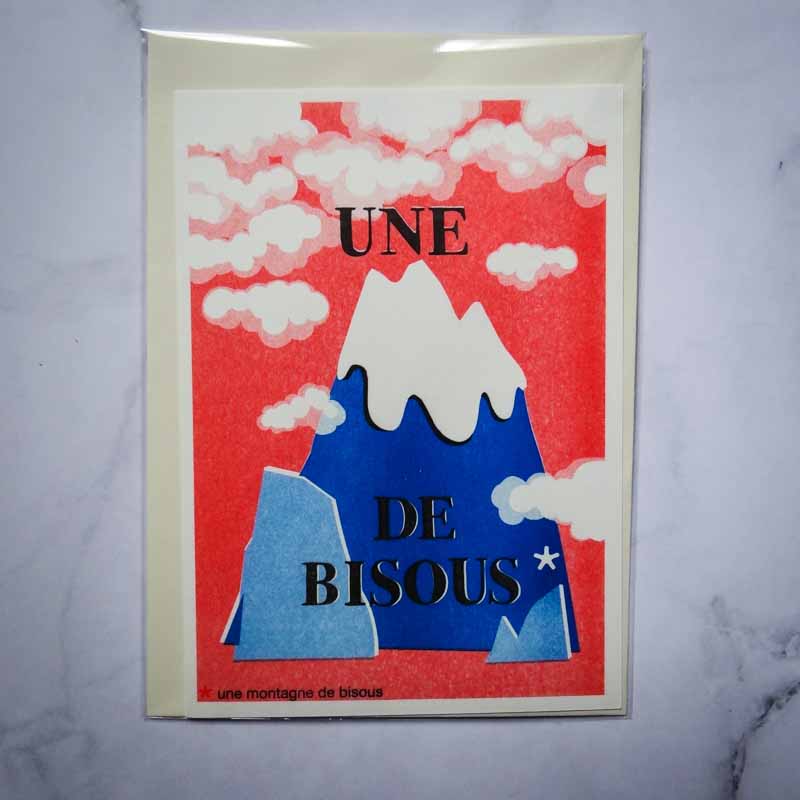 UNE
DE
BISOUS*
* une montagne de bisous